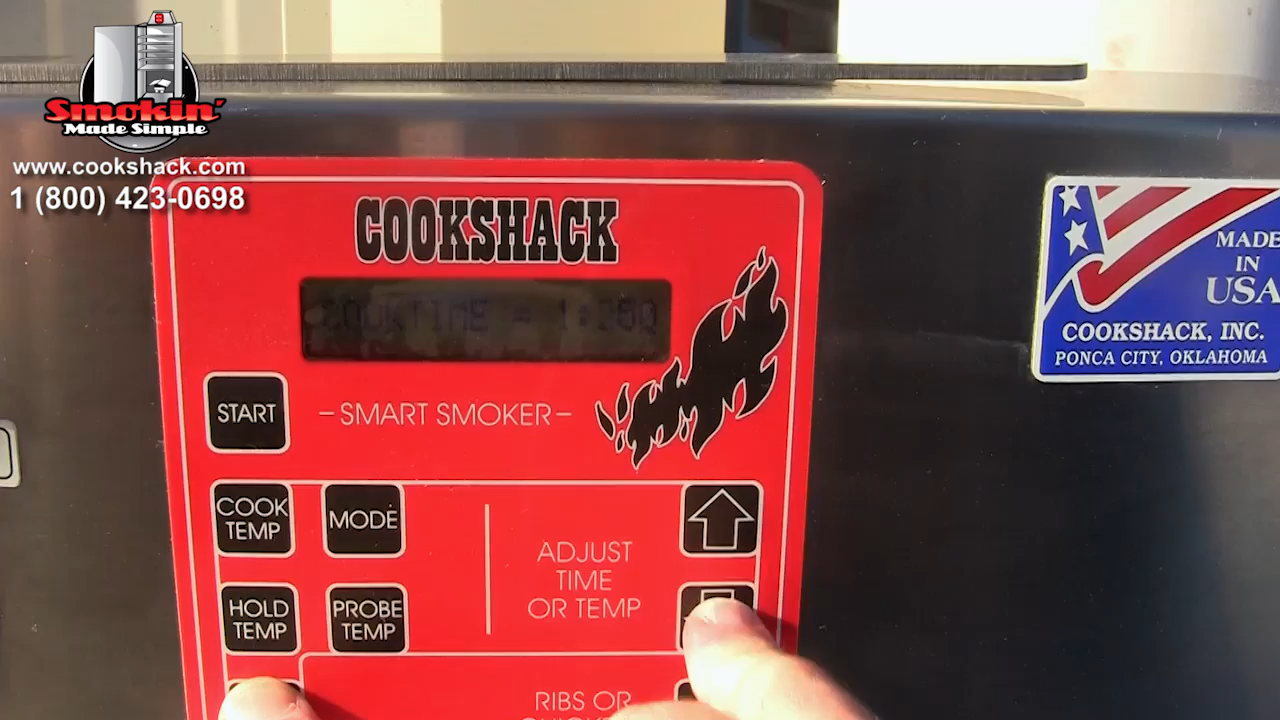 Smokin'
Made Simple
www.cookshack.com
1 (800) 423-0698
COOKSHACK
COOKTIME =
START
-SMART SMOKER-
COOK
TEMP
MODE
ADJUST
TIME
OR TEMP
HOLD
TEMP
PROBE
TEMP
RIBS OR
MADE
IN
USA
COOKSHACK, INC.
PONCA CITY, OKLAHOMA